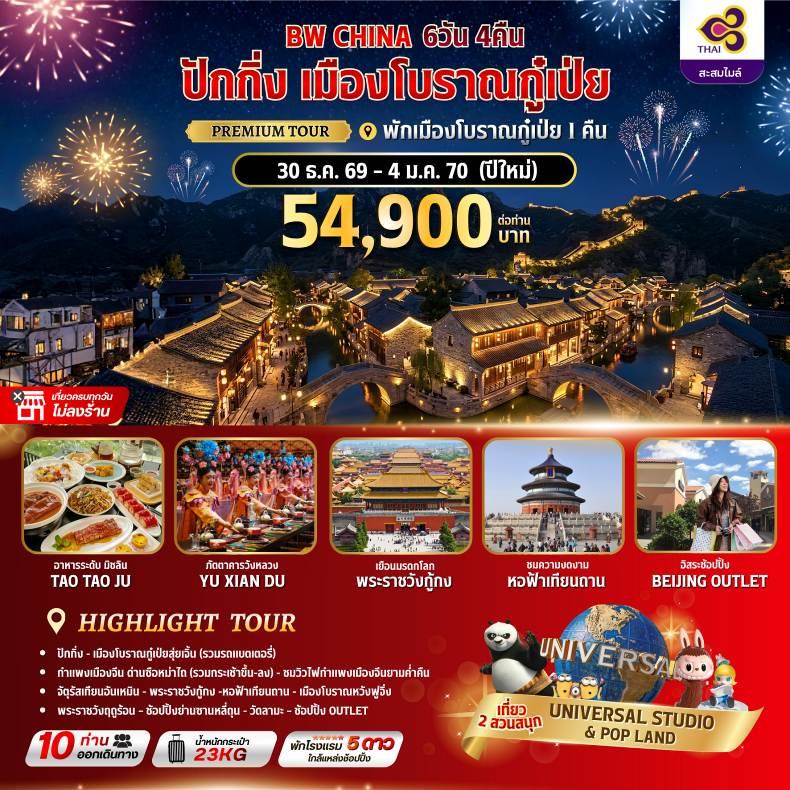 BW CHINA 6วัน 4คืน
THAI
สะสมไมล์
ปักกิ่ง เมืองโบราณกู๋เป่ย
PREMIUM TOUR
พักเมืองโบราณกู๋เป่ย 1 คืน
30 ธ.ค. 69 – 4 ม.ค. 70 (ปีใหม่)
54,900 ต่อท่าน
บาท
เที่ยวครบทุกวัน
ไม่ลงร้าน
อาหารระดับ มิชลิน
TAO TAO JU
ภัตตาคารวังหลวง
YU XIAN DU
เยือนมรดกโลก
พระราชวังกู้กง
ชมความงดงาม
หอฟ้าเทียนถาน
อิสระช้อปปิ้ง
BEIJING OUTLET
HIGHLIGHT TOUR
• ปักกิ่ง - เมืองโบราณกู๋เป่ยสุ่ยเจิ้น (รวมรถแบตเตอรี่)
• กำแพงเมืองจีน ด่านซือหม่าไถ (รวมกระเช้าขึ้น-ลง) - ชมวิวไฟกำแพงเมืองจีนยามค่ำคืน
• จัตุรัสเทียนอันเหมิน - พระราชวังกู้กง -หอฟ้าเทียนถาน - เมืองโบราณหวังฟูจิ่ง
• พระราชวังฤดูร้อน – ช้อปปิ้งย่านซานหลี่ถุน - วัดลามะ – ช้อปปิ้ง OUTLET
UNIVERSAL
เที่ยว
2 สวนสนุก
UNIVERSAL STUDIO
& POP LAND
10 ท่าน
ออกเดินทาง
น้ำหนักกระเป๋า
23KG
พักโรงแรม 5 ดาว
ใกล้แหล่งช้อปปิ้ง